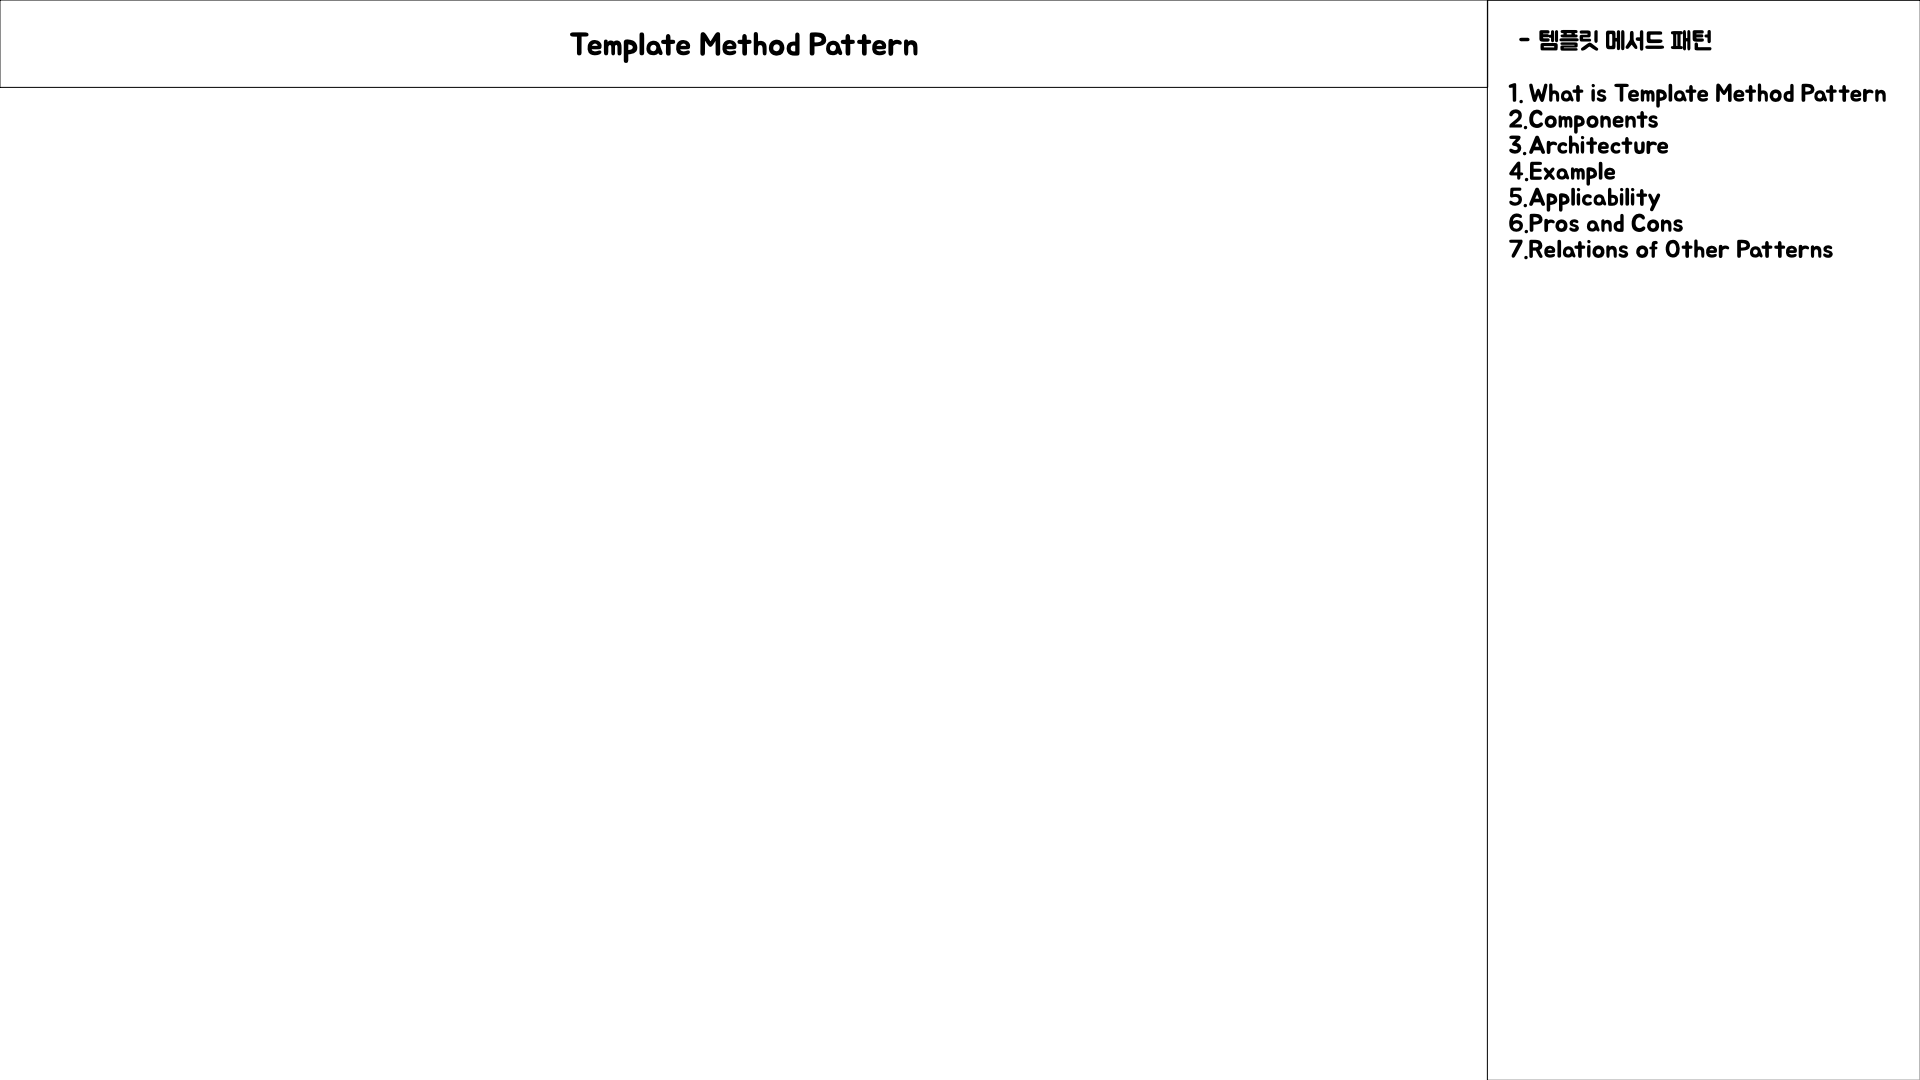 Template Method Pattern
- 템플릿 메서드 패턴
1. What is Template Method Pattern
2.Components
3.Architecture
4.Example
5.Applicability
6.Pros and Cons
7.Relations of Other Patterns